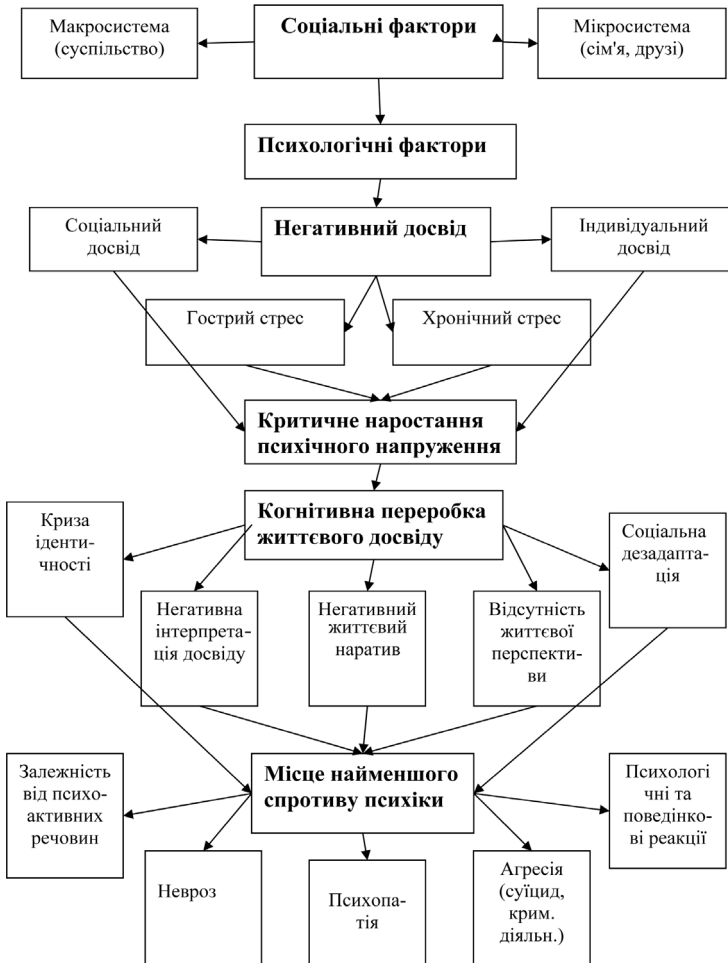 Макросистема
(суспільство)
Соціальні фактори
Мікросистема
(сім'я, друзі)
Психологічні фактори
Соціальний
досвід
Негативний досвід
Індивідуальний
досвід
Гострий стрес
Хронічний стрес
Критичне наростання
психічного напруження
Криза
іденти-
чності
Когнітивна переробка
життєвого досвіду
Соціальна
дезадапта-
ція
Негативна
інтерпрета-
ція досвіду
Негативний
життєвий
наратив
Відсутність
життєвої
перспекти-
ви
Залежність
від психо-
активних
речовин
Місце найменшого
спротиву психіки
Психологі
чні та
поведінко-
ві реакції
Невроз
Психопа-
тія
Агресія
(суїцид,
крим.
діяльн.)